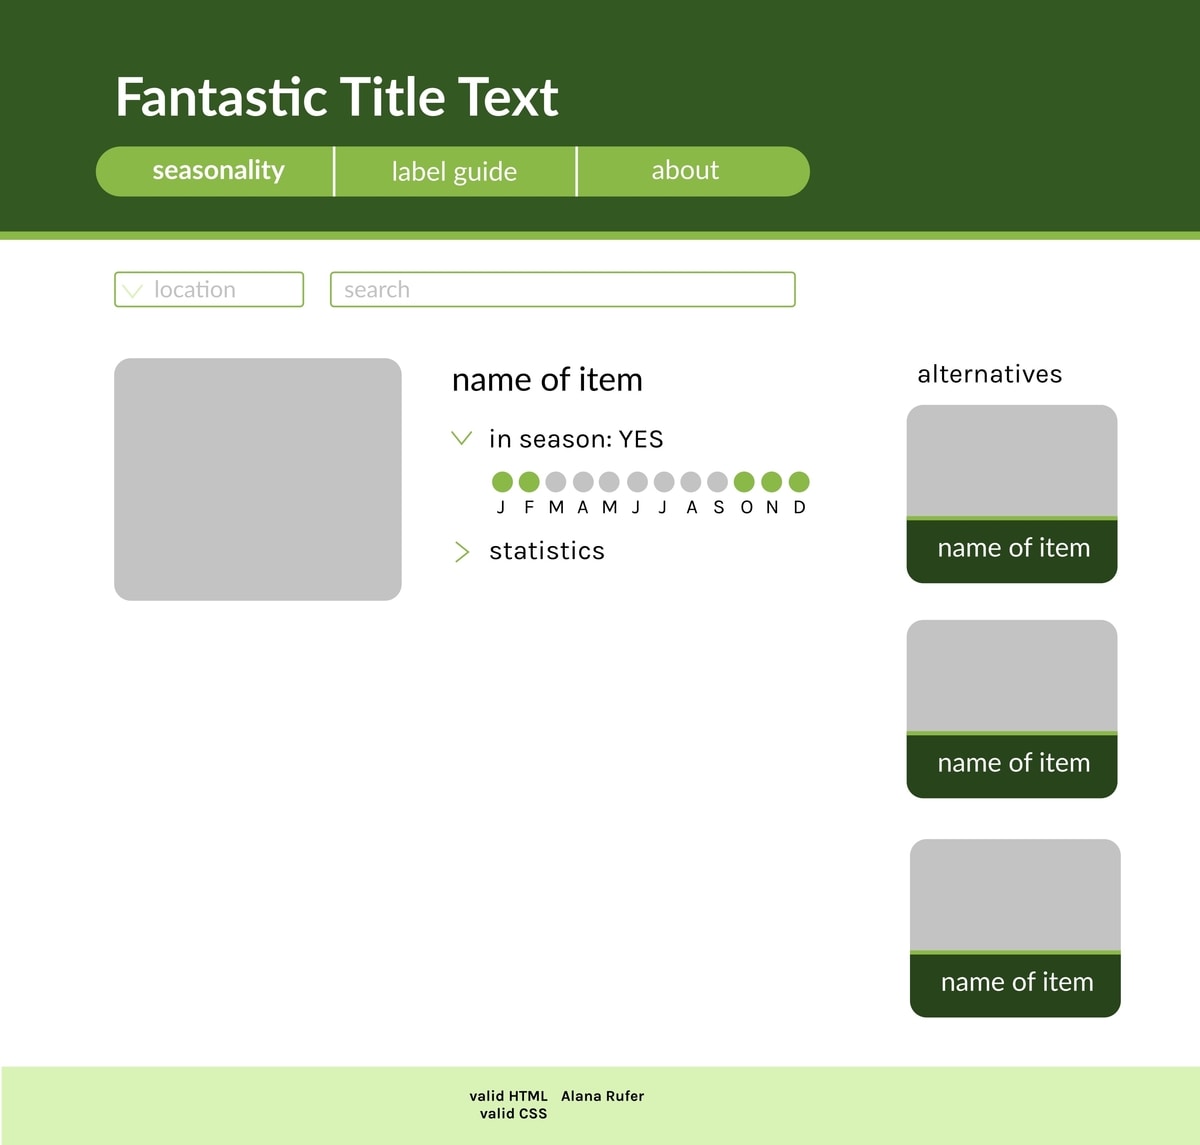 Fantastic Title Text
seasonality label guide about
location search
name of item
in season: YES
J F M A M J J A S O N D
statistics
alternatives
name of item
name of item
name of item
valid HTML Alana Rufer
valid CSS